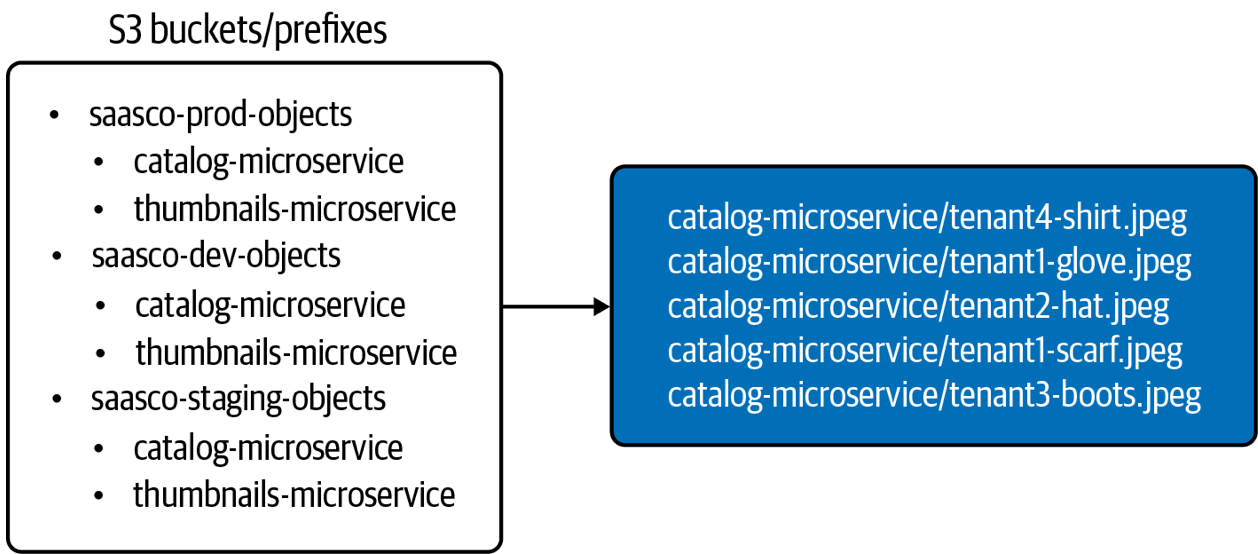 S3 buckets/prefixes
• saasco-prod-objects
• catalog-microservice
• thumbnails-microservice
• saasco-dev-objects
• catalog-microservice
• thumbnails-microservice
• saasco-staging-objects
• catalog-microservice
• thumbnails-microservice
catalog-microservice/tenant4-shirt.jpeg
catalog-microservice/tenant1-glove.jpeg
catalog-microservice/tenant2-hat.jpeg
catalog-microservice/tenant1-scarf.jpeg
catalog-microservice/tenant3-boots.jpeg